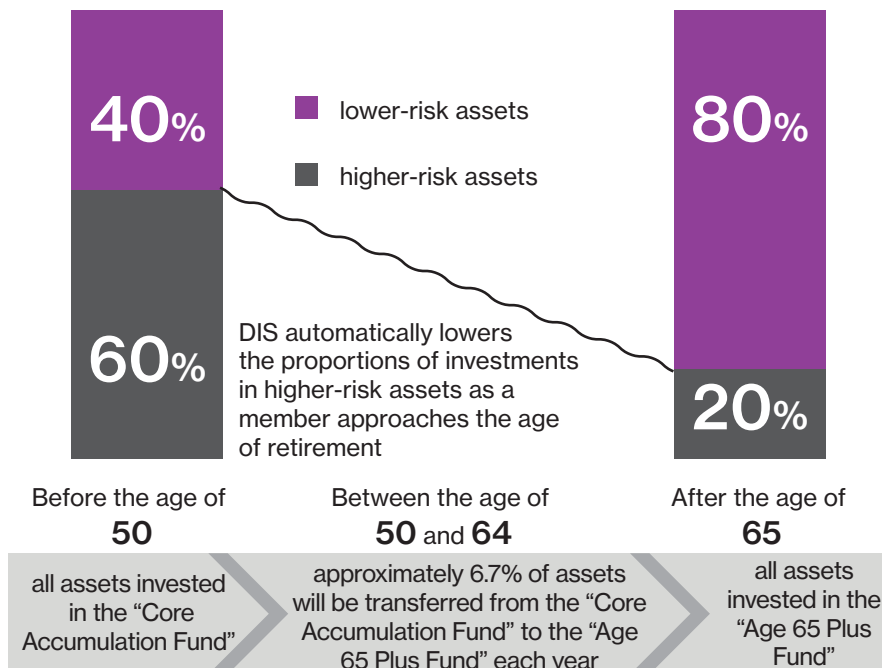 40%
lower-risk assets
higher-risk assets
80%
60%
DIS automatically lowers
the proportions of investments
in higher-risk assets as a
member approaches the age
of retirement
20%
Before the age of
50
Between the age of
50 and 64
After the age of
65
all assets invested
in the “Core
Accumulation Fund”
approximately 6.7% of assets
will be transferred from the “Core
Accumulation Fund” to the “Age
65 Plus Fund” each year
all assets
invested in the
“Age 65 Plus
Fund”